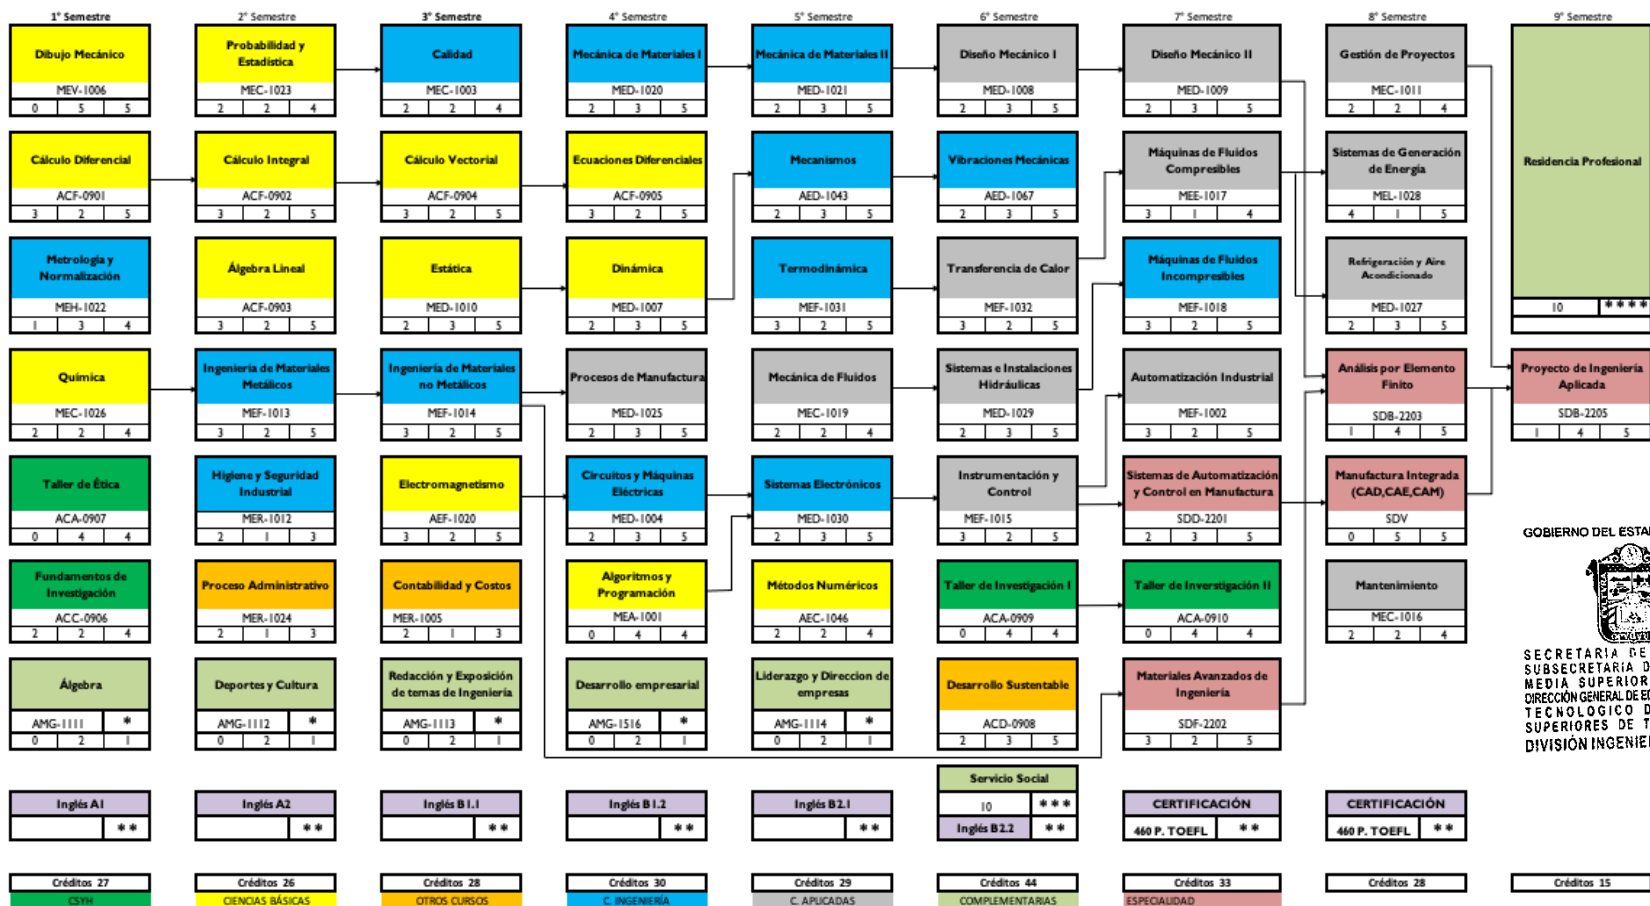 1° Semestre
Dibujo Mecánico
MEV-1006
0 5 5
Cálculo Diferencial
ACF-0901
3 2 5
Metrología y
Normalización
MEH-1022
1 3 4
Química
MEC-1026
2 2 4
Taller de Ética
ACA-0907
0 4 4
Fundamentos de
Investigación
ACC-0906
2 2 4
Álgebra
AMG-1111 *
0 2 1
Inglés A1
**
Créditos 27
CSYH
2° Semestre
Probabilidad y
Estadística
MEC-1023
2 2 4
Cálculo Integral
ACF-0902
3 2 5
Álgebra Lineal
ACF-0903
3 2 5
Ingeniería de Materiales
Metálicos
MEF-1013
3 2 5
Higiene y Seguridad
Industrial
MER-1012
2 1 3
Proceso Administrativo
MER-1024
2 1 3
Deportes y Cultura
AMG-1112 *
0 2 1
Inglés A2
**
Créditos 26
CIENCIAS BÁSICAS
3° Semestre
Calidad
MEC-1003
2 2 4
Cálculo Vectorial
ACF-0904
3 2 5
Estática
MED-1010
2 3 5
Ingeniería de Materiales
no Metálicos
MEF-1014
3 2 5
Electromagnetismo
AEF-1020
3 2 5
Contabilidad y Costos
MER-1005
2 1 3
Redacción y Exposición
de temas de Ingeniería
AMG-1113 *
0 2 1
Inglés B1.1
**
Créditos 28
OTROS CURSOS
4° Semestre
Mecánica de Materiales I
MED-1020
2 3 5
Ecuaciones Diferenciales
ACF-0905
3 2 5
Dinámica
MED-1007
2 3 5
Procesos de Manufactura
MED-1025
2 3 5
Circuitos y Máquinas
Eléctricas
MED-1004
2 3 5
Algoritmos y
Programación
MEA-1001
0 4 4
Desarrollo empresarial
AMG-1516 *
0 2 1
Inglés B1.2
**
Créditos 30
C. INGENIERÍA
5° Semestre
Mecánica de Materiales II
MED-1021
2 3 5
Mecanismos
AED-1043
2 3 5
Termodinámica
MEF-1031
3 2 5
Mecánica de Fluidos
MEC-1019
2 2 4
Sistemas Electrónicos
MED-1030
2 3 5
Métodos Numéricos
AEC-1046
2 2 4
Liderazgo y Direccion de
empresas
AMG-1114 *
0 2 1
Inglés B2.1
**
Créditos 29
C. APLICADAS
6° Semestre
Diseño Mecánico I
MED-1008
2 3 5
Vibraciones Mecánicas
AED-1067
2 3 5
Transferencia de Calor
MEF-1032
3 2 5
Sistemas e Instalaciones
Hidráulicas
MED-1029
2 3 5
Instrumentación y
Control
MEF-1015
3 2 5
Taller de Investigación I
ACA-0909
0 4 4
Desarrollo Sustentable
ACD-0908
2 3 5
Servicio Social
10 ***
Inglés B2.2 **
Créditos 44
COMPLEMENTARIAS
7° Semestre
Diseño Mecánico II
MED-1009
2 3 5
Máquinas de Fluidos
Compresibles
MEE-1017
3 1 4
Máquinas de Fluidos
Incompresibles
MEF-1018
3 2 5
Automatización Industrial
MEF-1002
3 2 5
Sistemas de Automatización
y Control en Manufactura
SDD-2201
2 3 5
Taller de Inverstigación II
ACA-0910
0 4 4
Materiales Avanzados de
Ingeniería
SDF-2202
3 2 5
CERTIFICACIÓN
460 P. TOEFL **
Créditos 33
ESPECIALIDAD
8° Semestre
Gestión de Proyectos
MEC-1011
2 2 4
Sistemas de Generación
de Energía
MEL-1028
4 1 5
Refrigeración y Aire
Acondicionado
MED-1027
2 3 5
Análisis por Elemento
Finito
SDB-2203
1 4 5
Manufactura Integrada
(CAD,CAE,CAM)
SDV
0 5 5
Mantenimiento
MEC-1016
2 2 4
CERTIFICACIÓN
460 P. TOEFL **
Créditos 28
9° Semestre
Residencia Profesional
10 ****
Proyecto de Ingeniería
Aplicada
SDB-2205
1 4 5
GOBIERNO DEL ESTA
SECRETARIA DE
SUBSECRETARIA D
MEDIA SUPERIOR
DIRECCIÓN GENERAL DE ED
TECNOLOGICO D
SUPERIORES DE T
DIVISIÓN INGENIE
Créditos 15